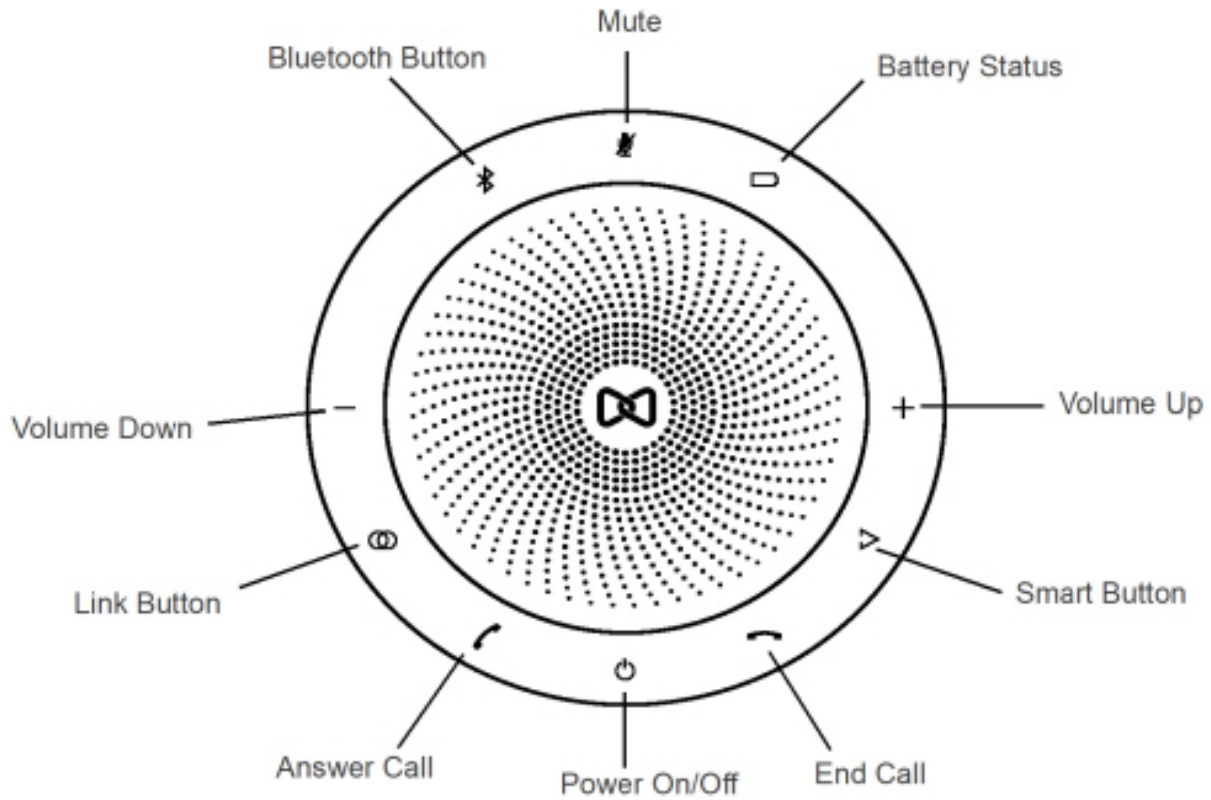 Mute
Bluetooth Button
Battery Status
Volume Down
Volume Up
Link Button
Smart Button
Answer Call
Power On/Off
End Call